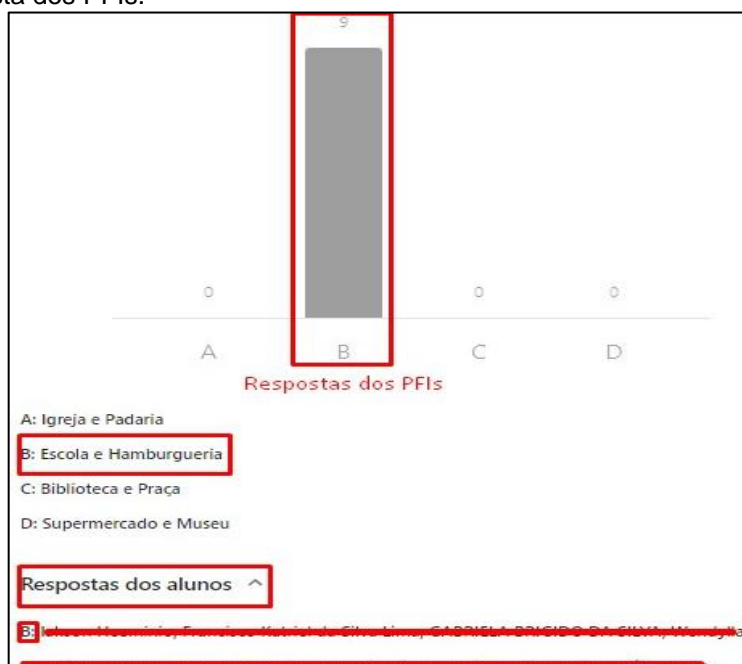 sta dos PFIs.
9
0 0 0
A B C D
Respostas dos PFIs
A: Igreja e Padaria
B: Escola e Hamburgueria
C: Biblioteca e Praça
D: Supermercado e Museu
Respostas dos alunos
B: